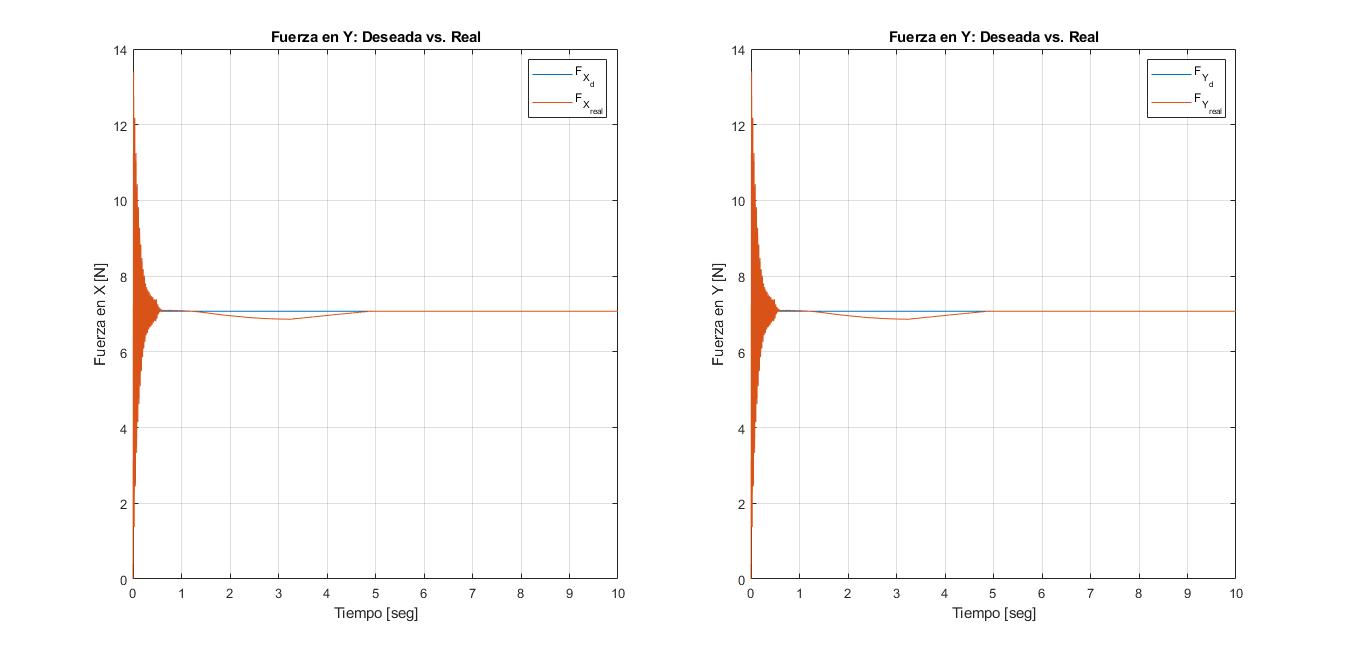 Fuerza en Y: Deseada vs. Real
14
12
10
8
6
4
2
0
Fuerza en X [N]
F_{X_d}
F_{X_{real}}
0 1 2 3 4 5 6 7 8 9 10
Tiempo [seg]
Fuerza en Y: Deseada vs. Real
14
12
10
8
6
4
2
0
Fuerza en Y [N]
F_{Y_d}
F_{Y_{real}}
0 1 2 3 4 5 6 7 8 9 10
Tiempo [seg]